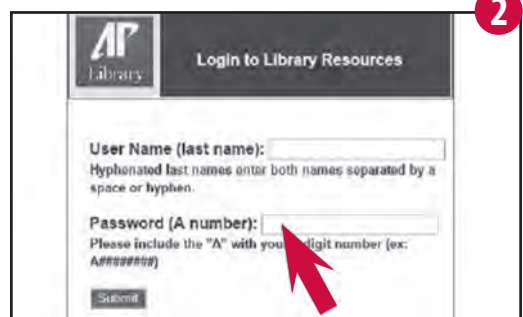 2
AP
Library
Login to Library Resources
User Name (last name):
Hyphenated last names enter both names separated by a
space or hyphen.
Password (A number):
Please include the "A" with digit number (ex:
A########)
Submit